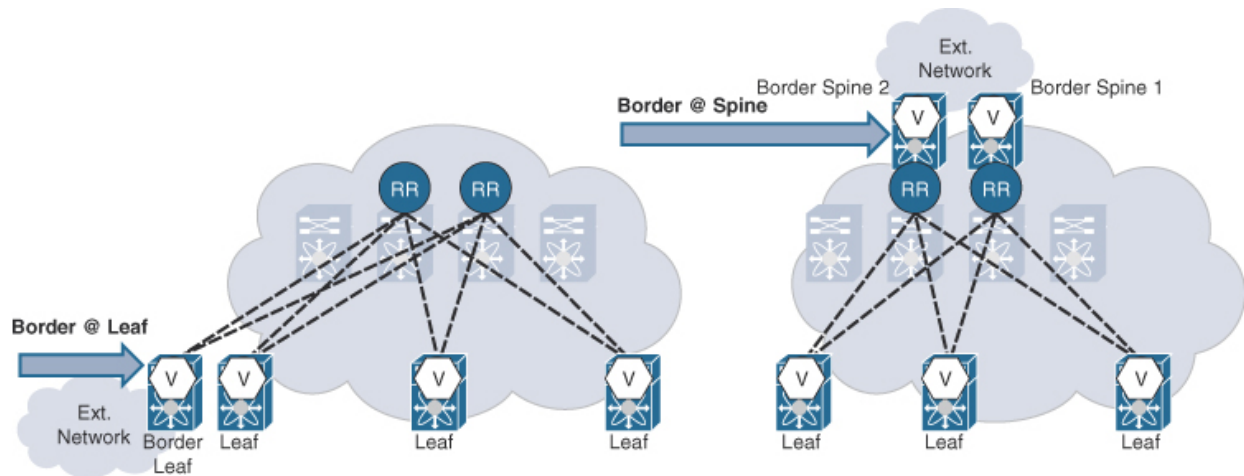 Ext.
Network
Border Spine 2
Border Spine 1
Border @ Spine
V
V
RR
RR
RR
RR
Border @ Leaf
V
V
V
V
V
V
V
Ext.
Network
Border
Leaf
Leaf
Leaf
Leaf
Leaf
Leaf
Leaf